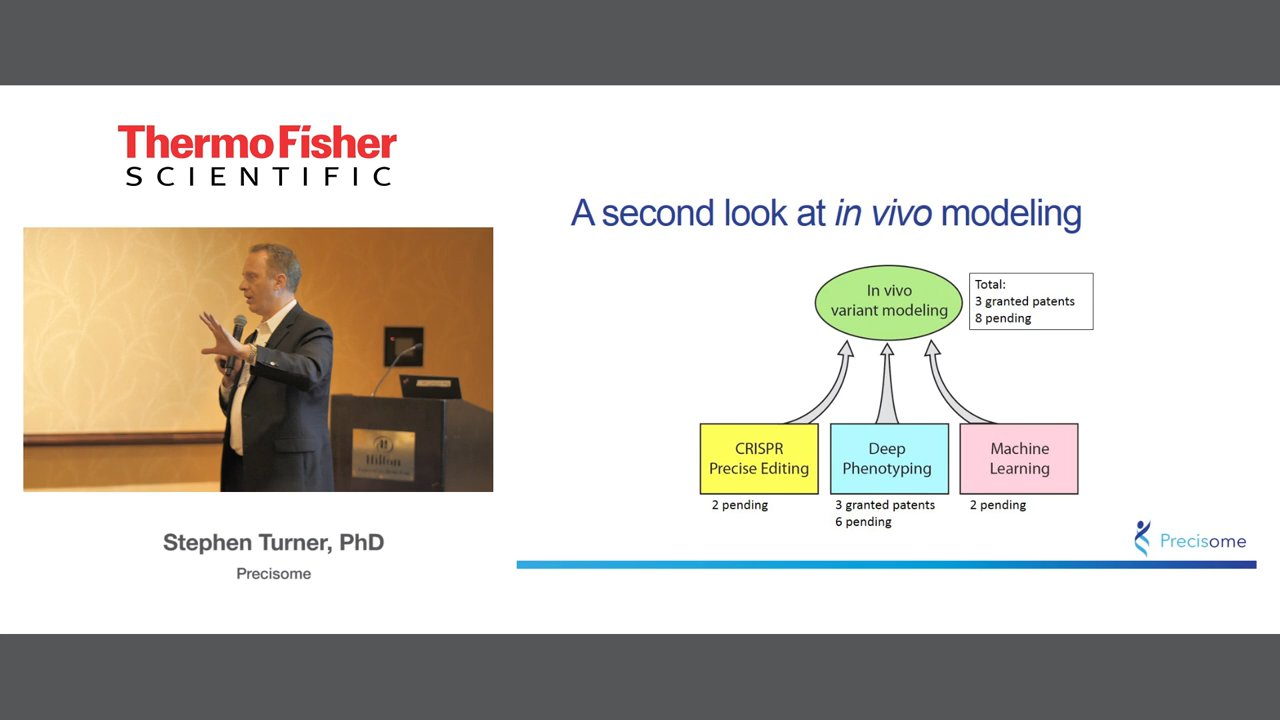 ThermoFisher
SCIENTIFIC
A second look at in vivo modeling
In vivo
variant modeling
Total:
3 granted patents
8 pending
CRISPR
Precise Editing
Deep
Phenotyping
Machine
Learning
2 pending
3 granted patents
6 pending
2 pending
Hilton
Stephen Turner, PhD
Precisome
Precisome